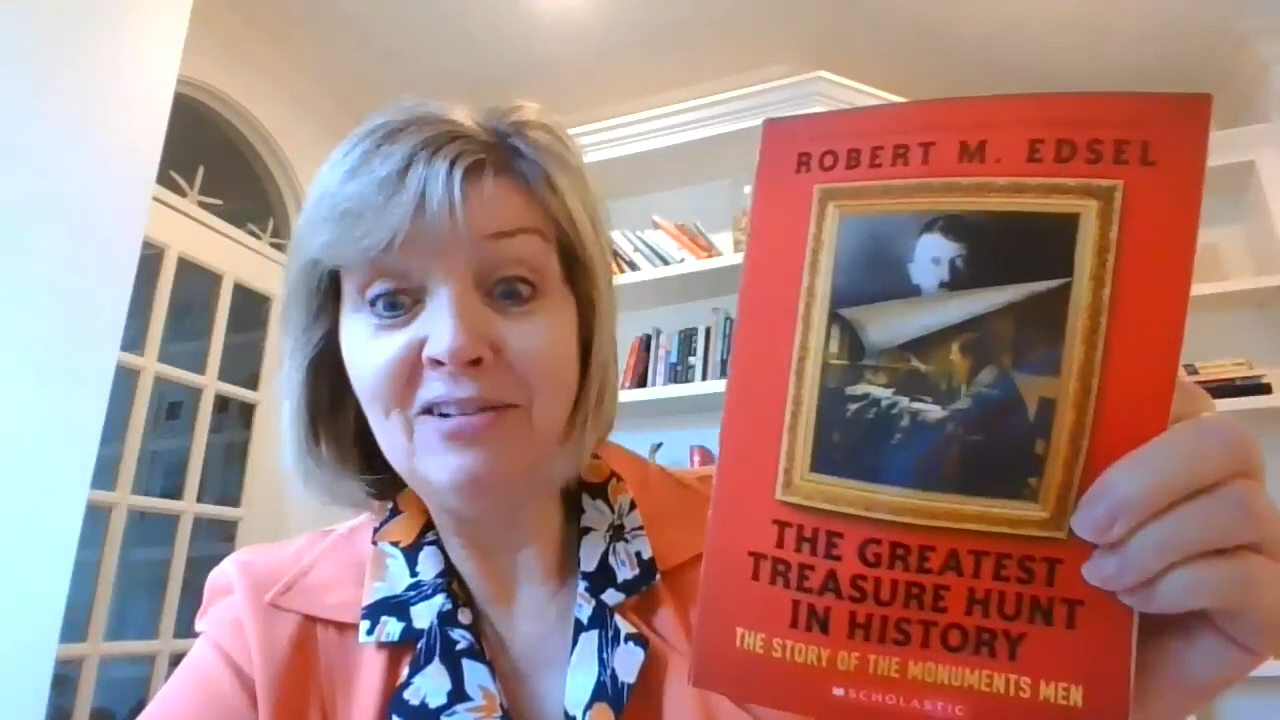 ROBERT M. EDSEL
THE GREATEST
TREASURE HUNT
IN HISTORY
THE STORY OF THE MONUMENTS MEN
SCHOLASTIC